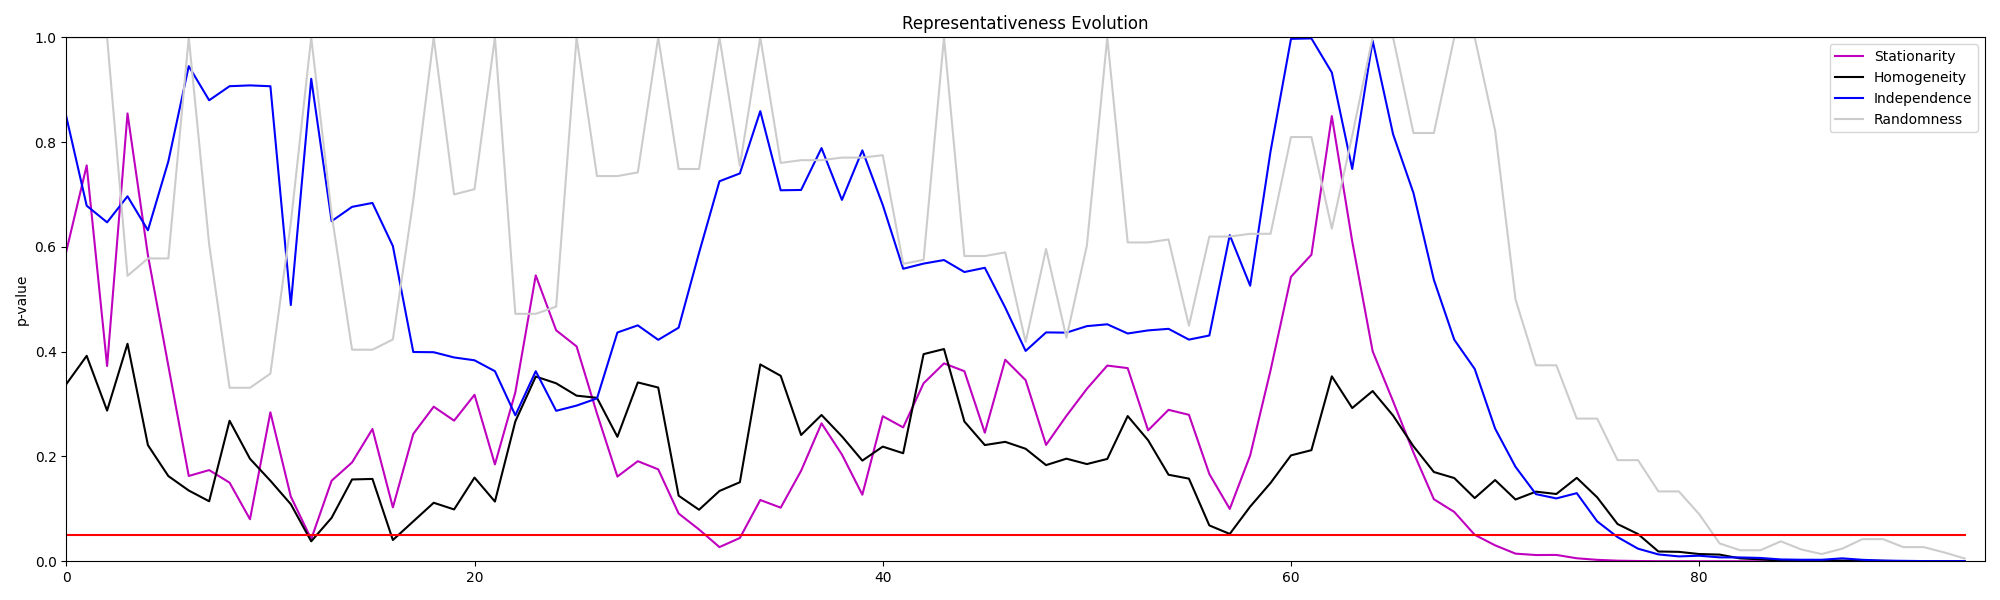 Representativeness Evolution
1.0
0.8
0.6
0.4
0.2
0.0
p-value
0
20
40
60
80
Stationarity
Homogeneity
Independence
Randomness